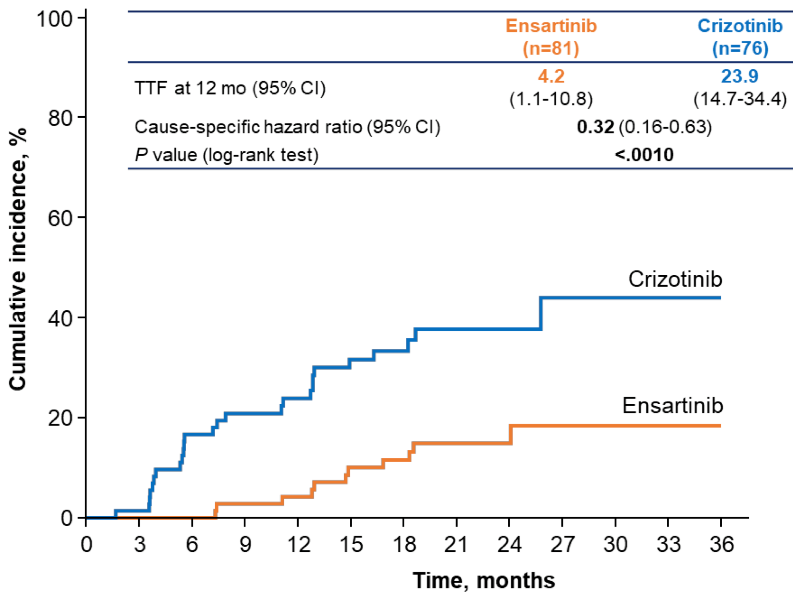 Ensartinib (n=81)
Crizotinib (n=76)
TTF at 12 mo (95% CI)
4.2 (1.1-10.8)
23.9 (14.7-34.4)
Cause-specific hazard ratio (95% CI)
0.32 (0.16-0.63)
P value (log-rank test)
<.0010
Cumulative incidence, %
100
80
60
40
20
0
Crizotinib
Ensartinib
0 3 6 9 12 15 18 21 24 27 30 33 36
Time, months